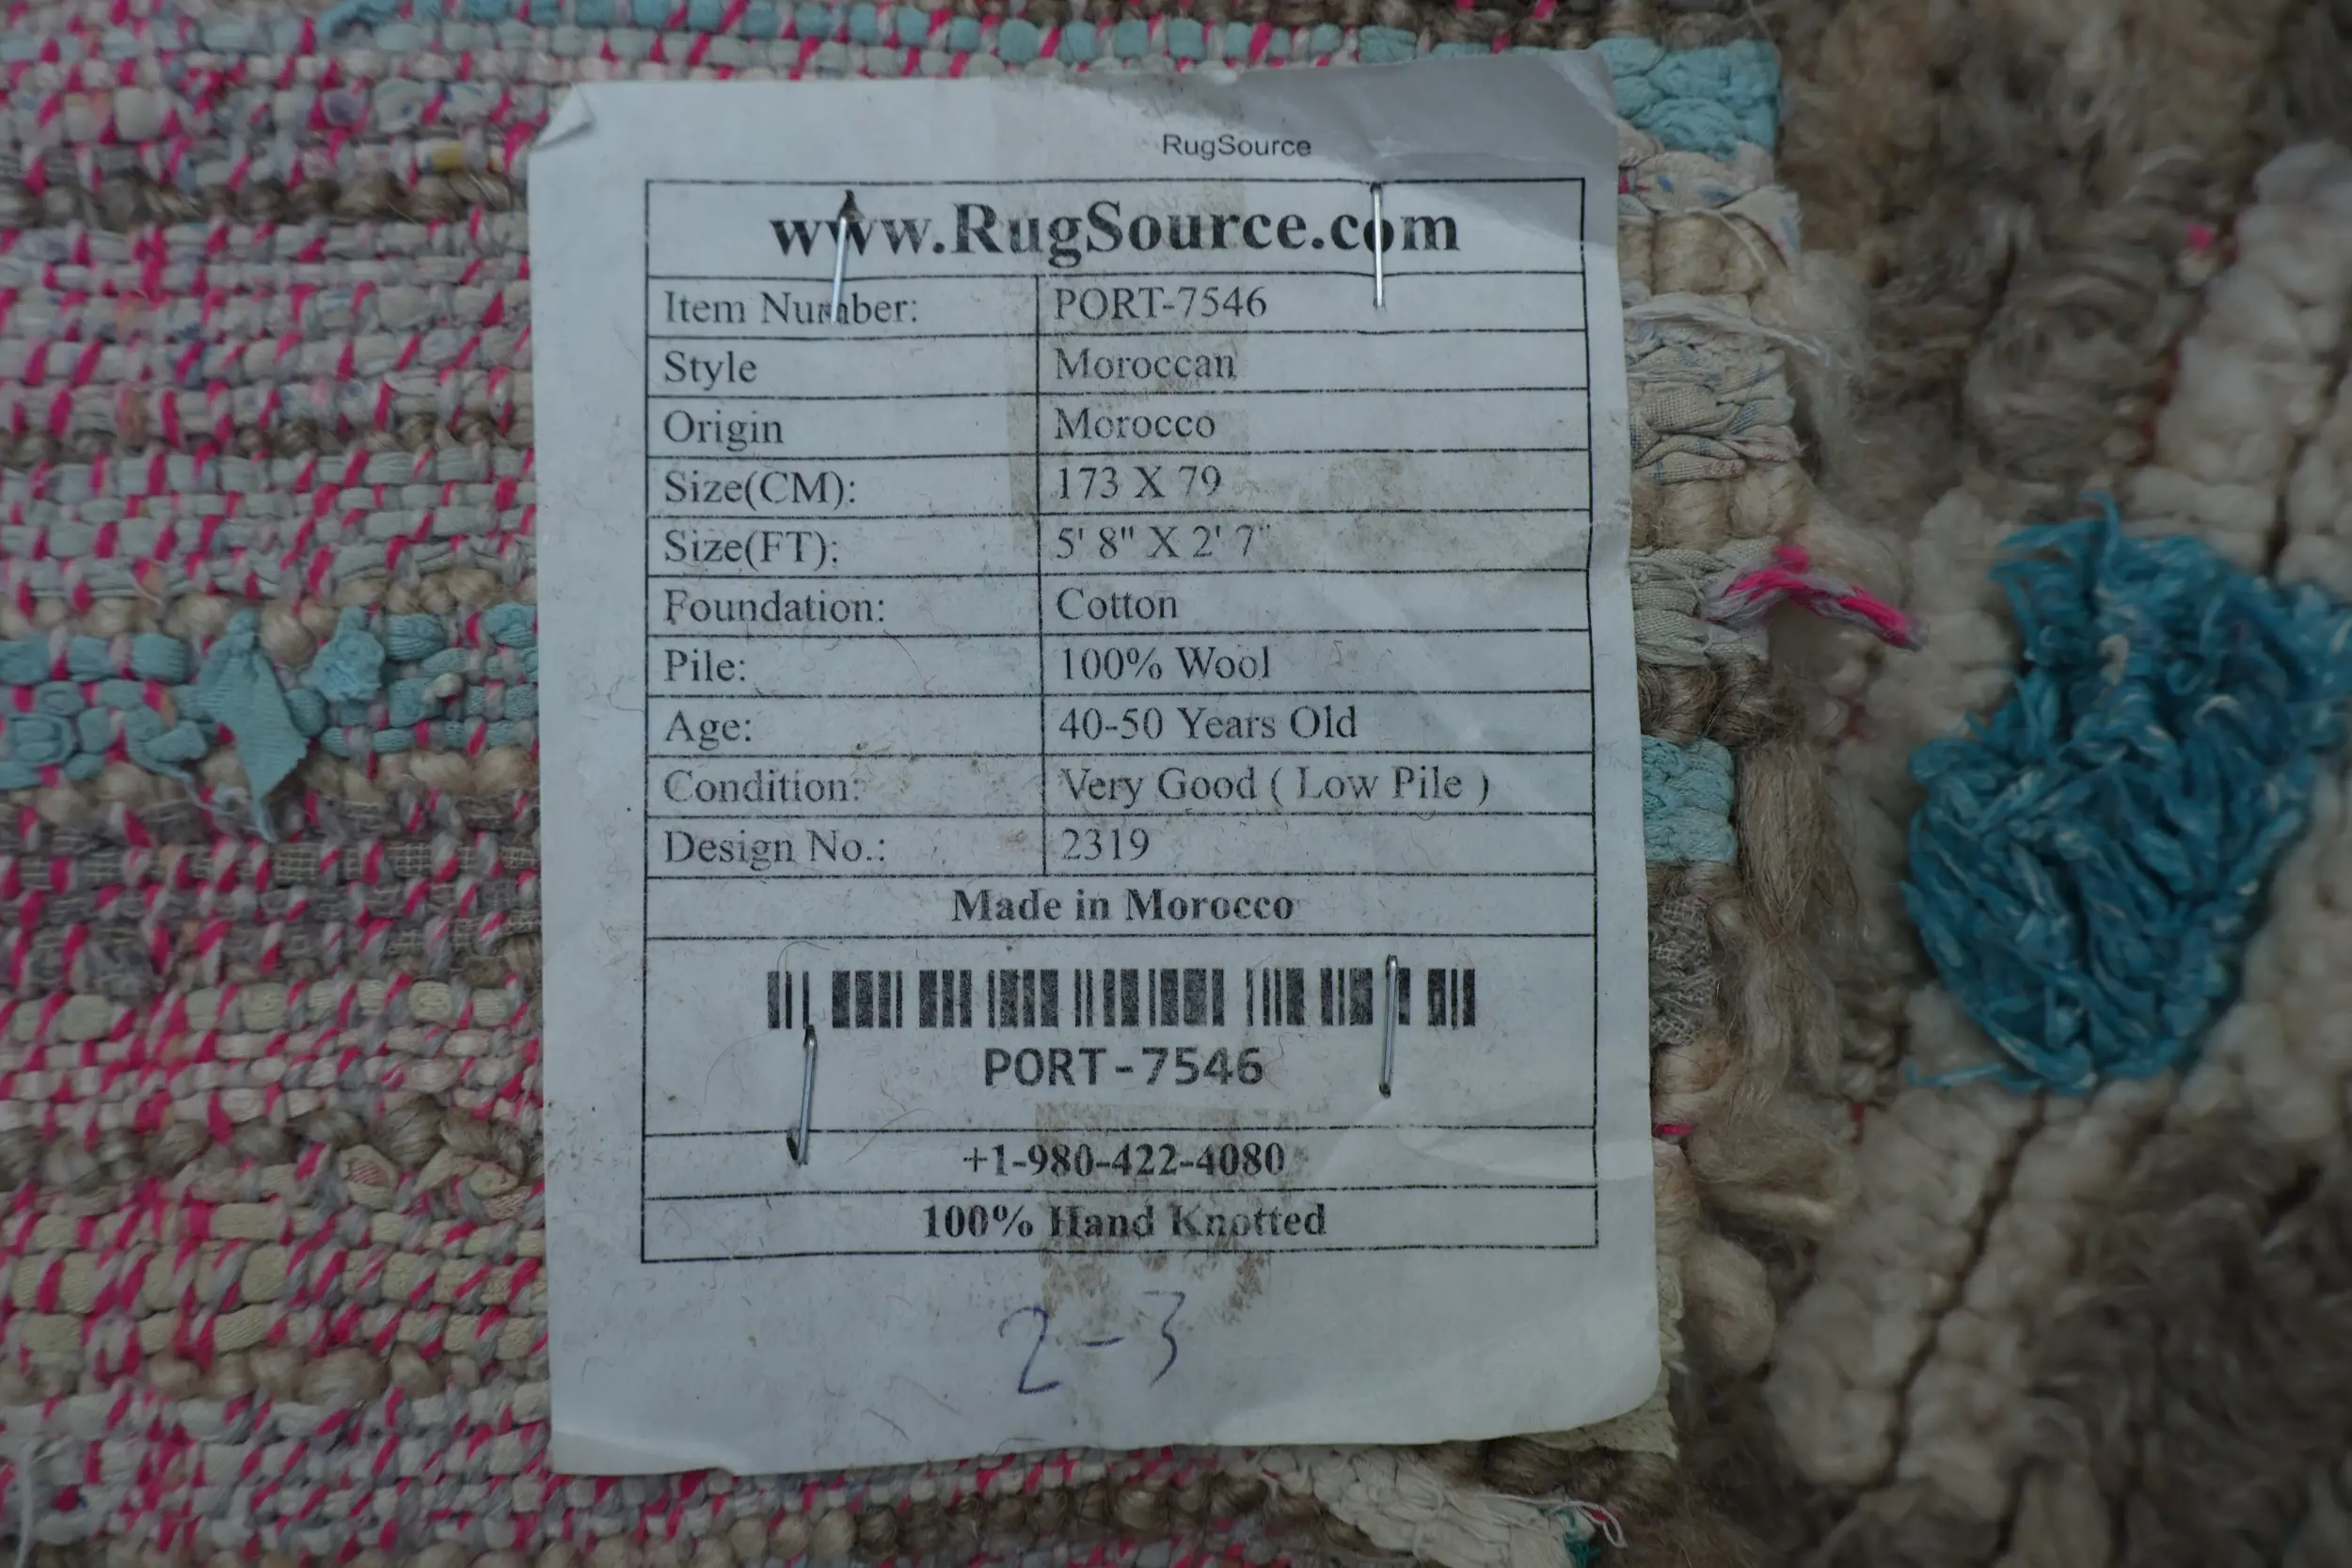 RugSource
www.RugSource.com
Item Number: PORT-7546
Style Moroccan
Origin Morocco
Size(CM): 173 X 79
Size(FT): 5' 8" X 2' 7"
Foundation: Cotton
Pile: 100% Wool
Age: 40-50 Years Old
Condition: Very Good ( Low Pile )
Design No.: 2319
Made in Morocco
PORT-7546
+1-980-422-4080
100% Hand Knotted
2-3